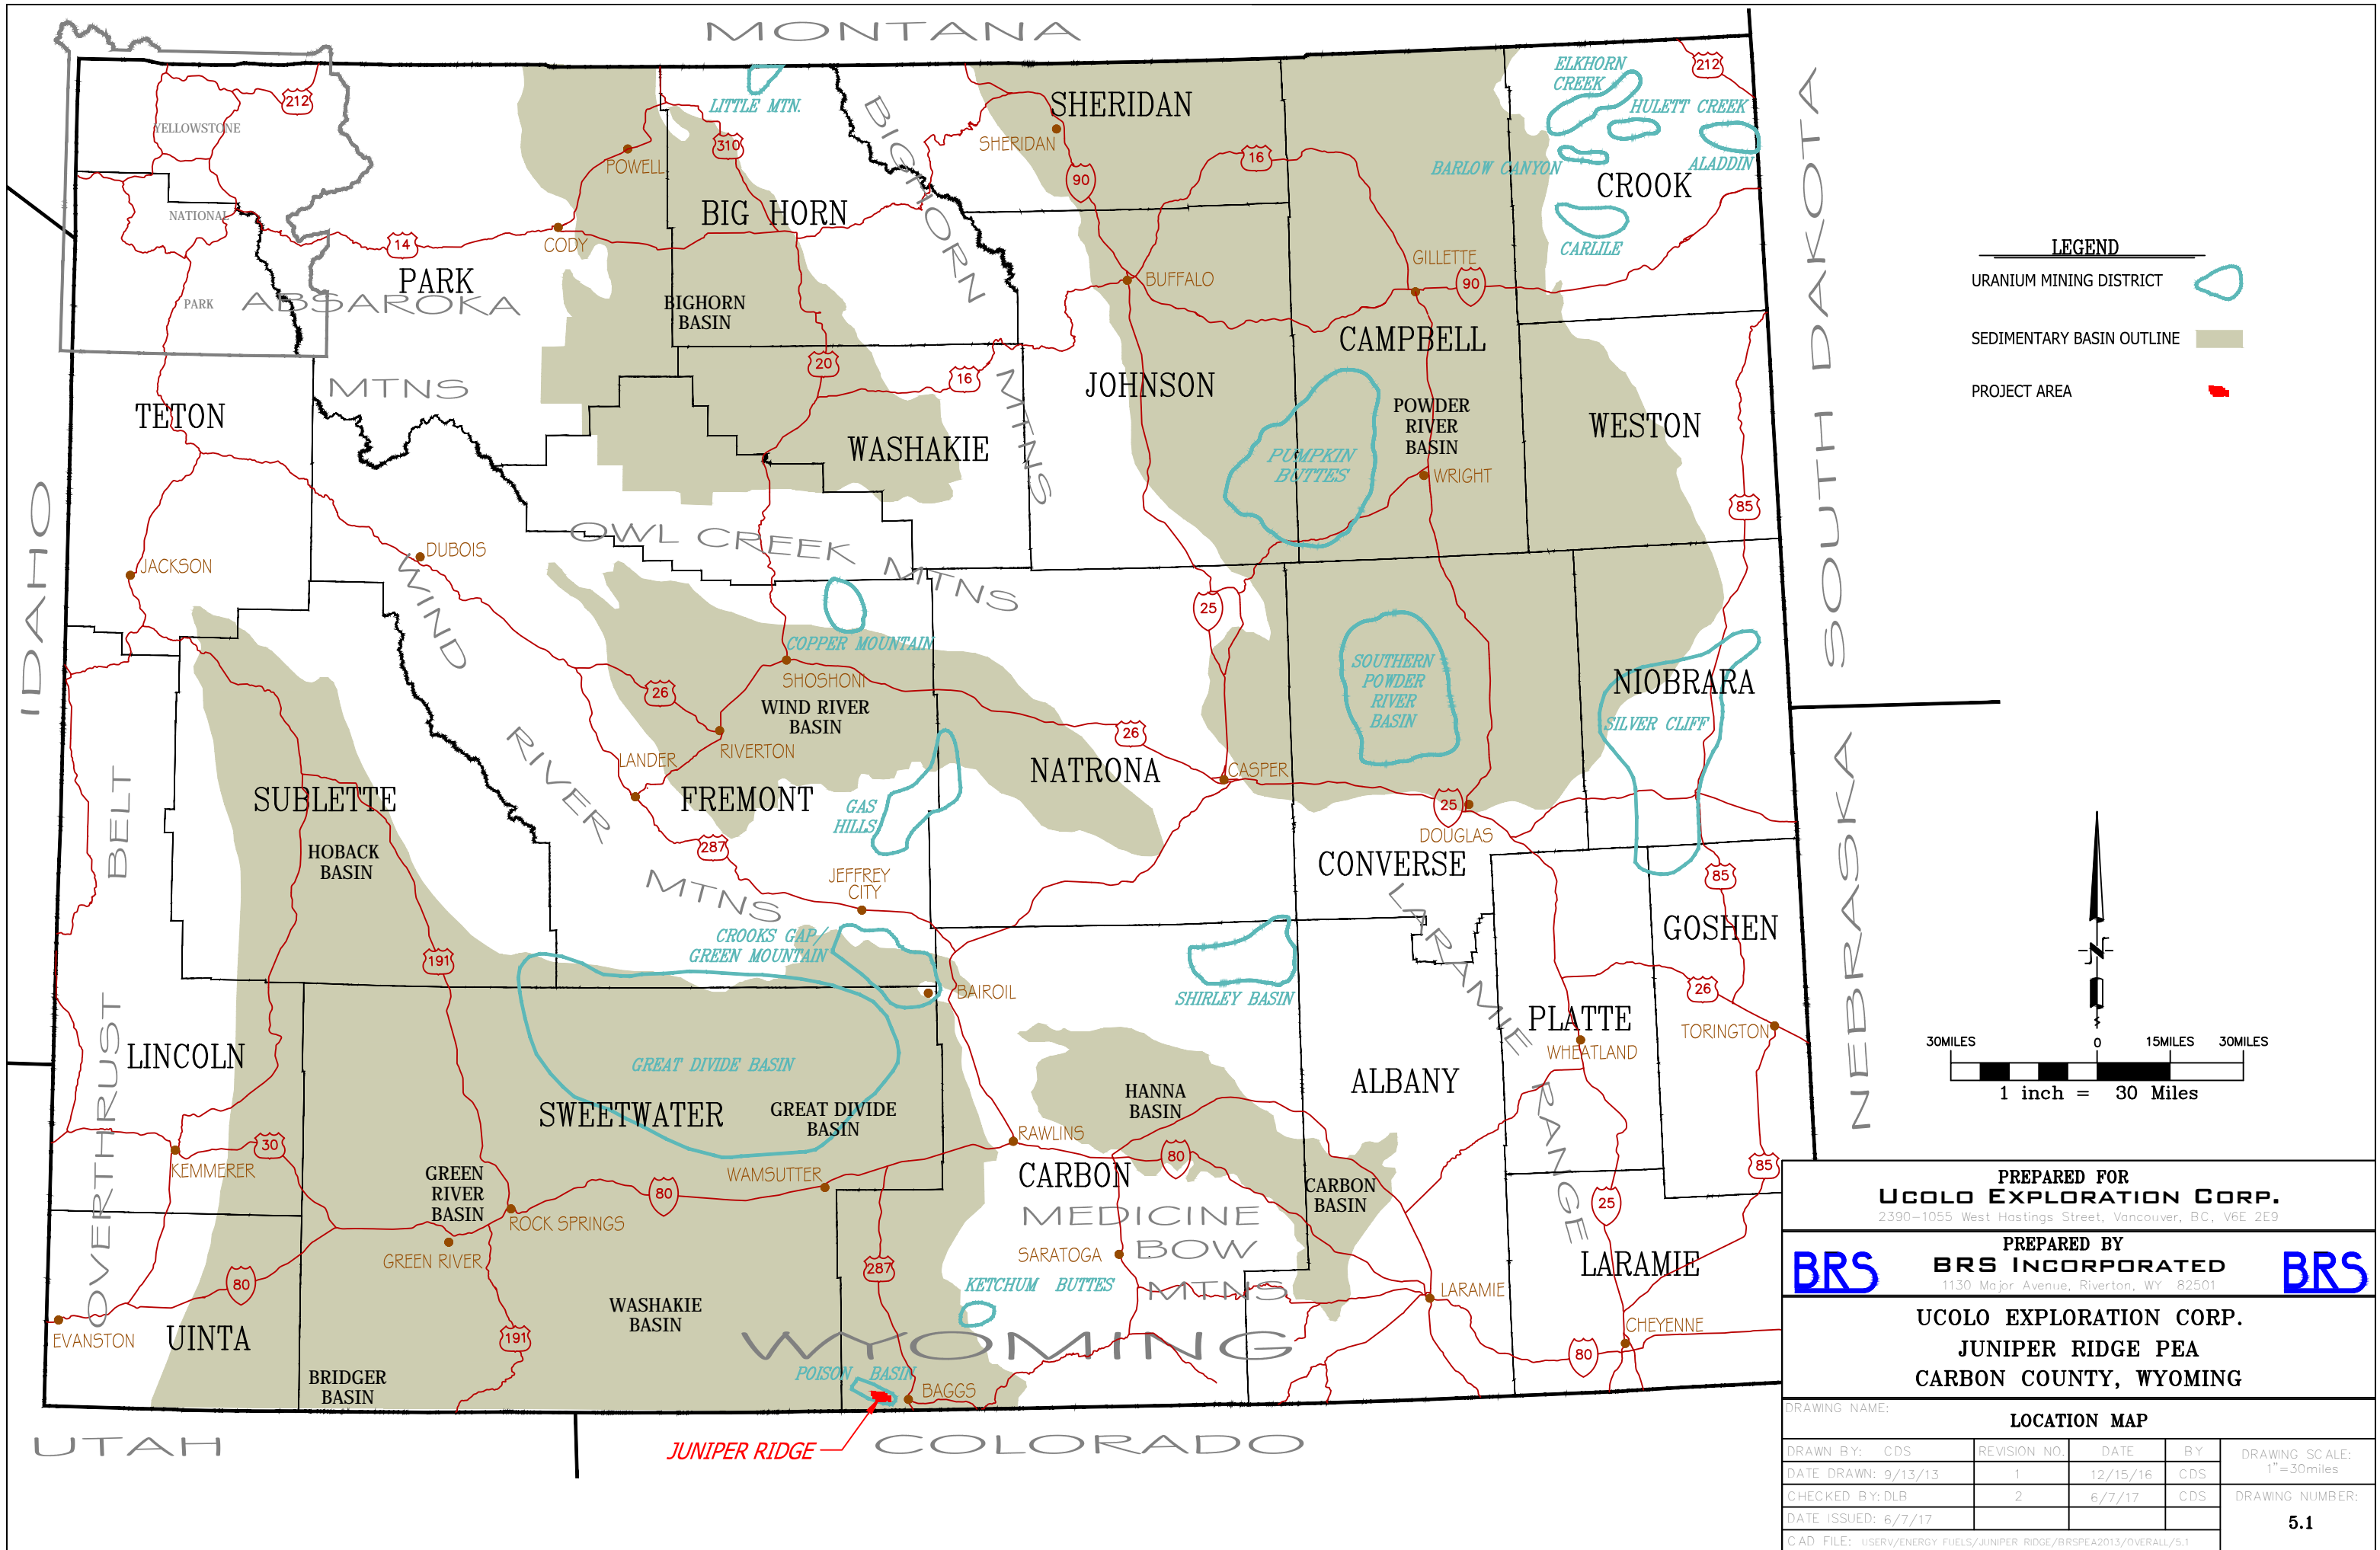 MONTANA
ELKHORN
CREEK
212
LITTLE MTN.
212
SHERIDAN
HULETT CREEK
YELLOWSTONE
310
SHERIDAN
16
POWELL
BARLOW CANYON
ALADDIN
BIGHORN
90
CROOK
NATIONAL
BIG HORN
14
CODY
CARLILE
SOUTH DAKOTA
PARK
GILLETTE
BUFFALO
90
PARK
ABSAROKA
BIGHORN
BASIN
CAMPBELL
20
16
MTNS
MTNS
JOHNSON
TETON
POWDER
RIVER
BASIN
WESTON
WASHAKIE
PUMPKIN
BUTTES
WRIGHT
85
IDAHO
OWL CREEK MTNS
DUBOIS
JACKSON
WIND
25
COPPER MOUNTAIN
SOUTHERN
POWDER
RIVER
BASIN
SHOSHONI
NIOBRARA
26
WIND RIVER
BASIN
SILVER CLIFF
26
RIVERTON
RIVER
LANDER
NATRONA
CASPER
SUBLETTE
FREMONT
GAS
HILLS
25
DOUGLAS
NEBRASKA
BELT
HOBACK
BASIN
287
JEFFREY
CITY
CONVERSE
85
MTNS
LARAMIE
GOSHEN
CROOKS GAP/
GREEN MOUNTAIN
191
BAIROIL
SHIRLEY BASIN
26
PLATTE
TORINGTON
OVERTHRUST
LINCOLN
GREAT DIVIDE BASIN
WHEATLAND
ALBANY
HANNA
BASIN
SWEETWATER
GREAT DIVIDE
BASIN
RANGE
RAWLINS
30
KEMMERER
80
WAMSUTTER
CARBON
85
GREEN
RIVER
BASIN
80
CARBON
BASIN
25
ROCK SPRINGS
MEDICINE
BOW
MTNS
SARATOGA
GREEN RIVER
287
LARAMIE
80
KETCHUM BUTTES
LARAMIE
WASHAKIE
BASIN
EVANSTON
UINTA
191
WYOMING
CHEYENNE
80
POISON BASIN
BRIDGER
BASIN
BAGGS
UTAH
JUNIPER RIDGE
COLORADO
LEGEND
URANIUM MINING DISTRICT
SEDIMENTARY BASIN OUTLINE
PROJECT AREA
N
30MILES 0 15MILES 30MILES
1 inch = 30 Miles
PREPARED FOR
UCOLO EXPLORATION CORP.
2390-1055 West Hastings Street, Vancouver, BC, V6E 2E9
PREPARED BY
BRS BRS INCORPORATED BRS
1130 Major Avenue, Riverton, WY 82501
UCOLO EXPLORATION CORP.
JUNIPER RIDGE PEA
CARBON COUNTY, WYOMING
DRAWING NAME:
LOCATION MAP
DRAWN BY: CDS REVISION NO. DATE BY DRAWING SCALE:
1"=30miles
DATE DRAWN: 9/13/13 1 12/15/16 CDS
CHECKED BY: DLB 2 6/7/17 CDS DRAWING NUMBER:
DATE ISSUED: 6/7/17
5.1
CAD FILE: USERV/ENERGY FUELS/JUNIPER RIDGE/BRSPEA2013/OVERALL/5.1